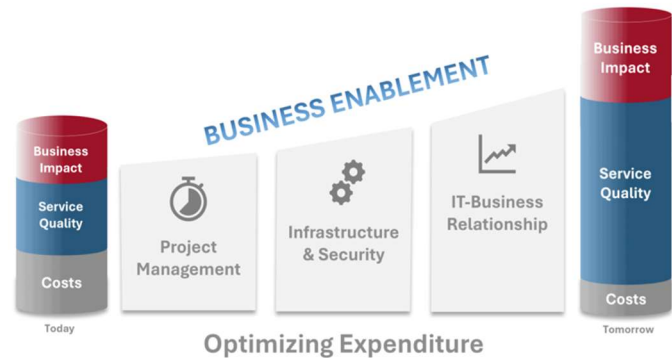 BUSINESS ENABLEMENT
Business
Impact
Service
Quality
Costs
Today
Project
Management
Infrastructure
& Security
IT-Business
Relationship
Business
Impact
Service
Quality
Costs
Tomorrow
Optimizing Expenditure